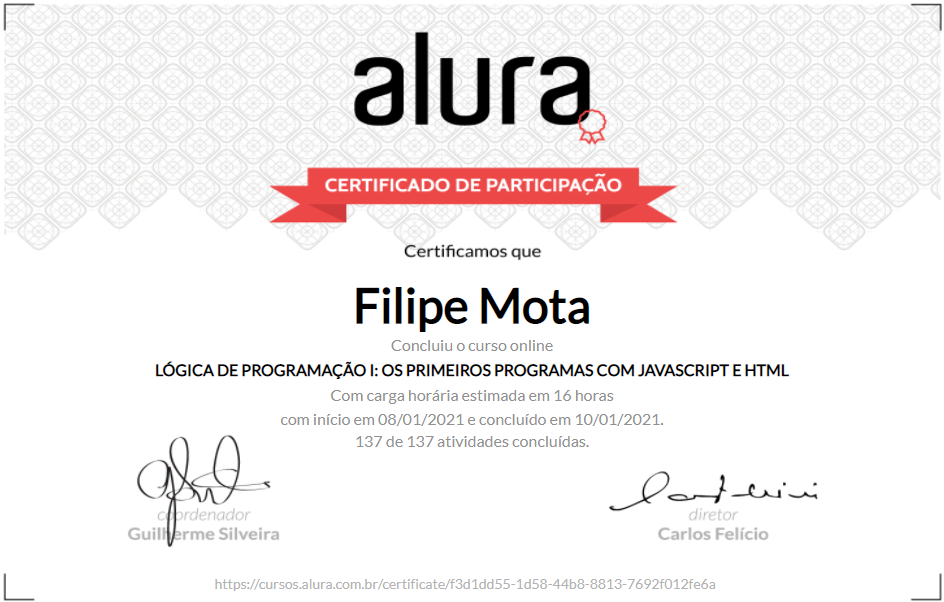 alura
CERTIFICADO DE PARTICIPAÇÃO
Certificamos que
Filipe Mota
Concluiu o curso online
LÓGICA DE PROGRAMAÇÃO I: OS PRIMEIROS PROGRAMAS COM JAVASCRIPT E HTML
Com carga horária estimada em 16 horas
com início em 08/01/2021 e concluído em 10/01/2021.
137 de 137 atividades concluídas.
coordenador
Guilherme Silveira
diretor
Carlos Felício
https://cursos.alura.com.br/certificate/f3d1dd55-1d58-44b8-8813-7692f012fe6a